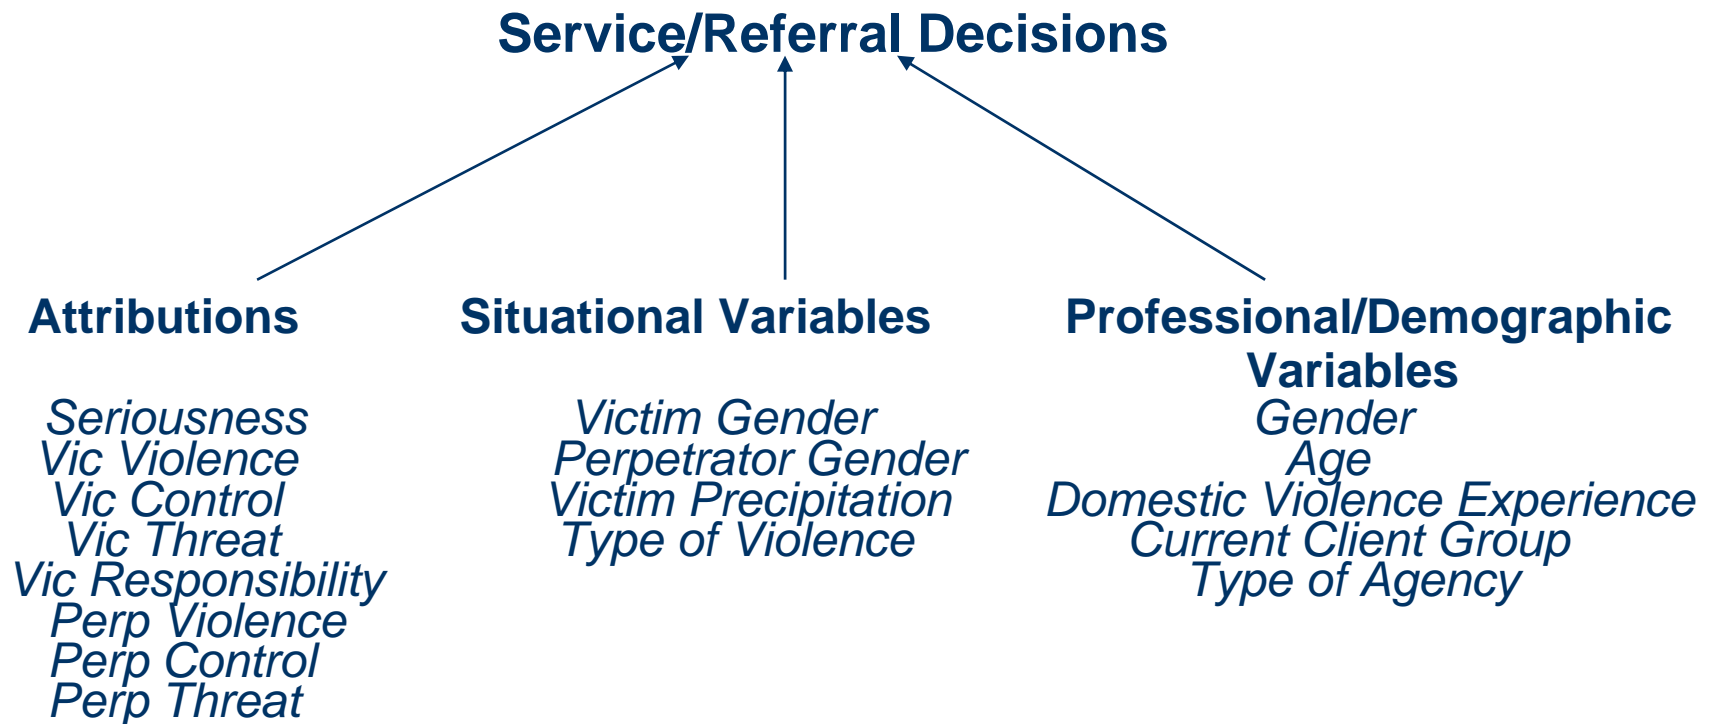 Service/Referral Decisions
Attributions
Seriousness
Vic Violence
Vic Control
Vic Threat
Vic Responsibility
Perp Violence
Perp Control
Perp Threat
Situational Variables
Victim Gender
Perpetrator Gender
Victim Precipitation
Type of Violence
Professional/Demographic
Variables
Gender
Age
Domestic Violence Experience
Current Client Group
Type of Agency